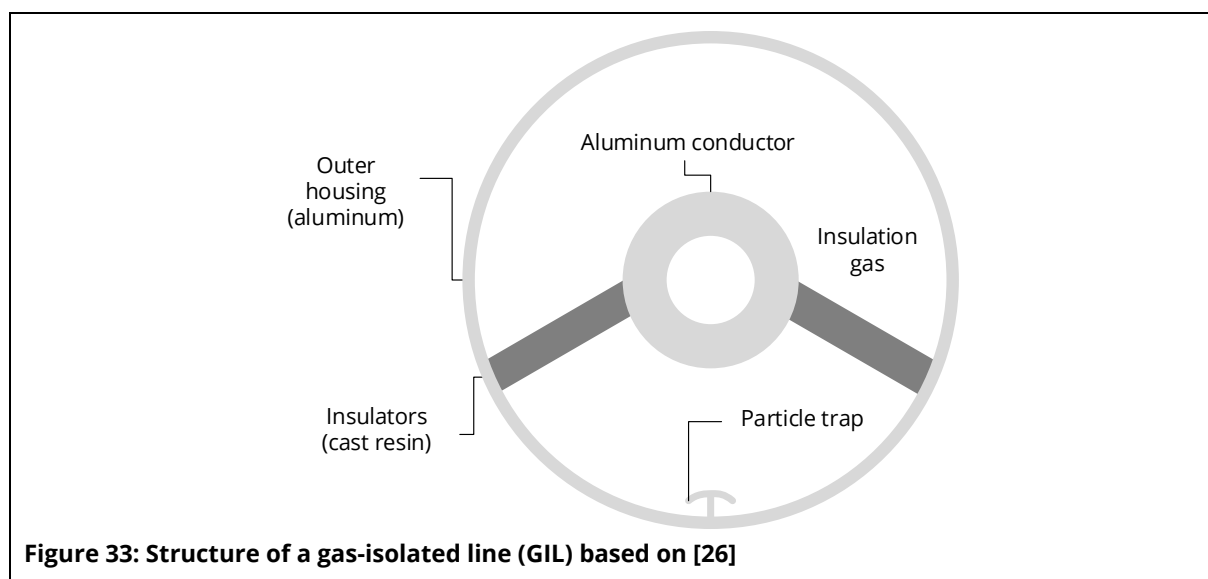 Aluminum conductor
Outer
housing
(aluminum)
Insulation
gas
Insulators
(cast resin)
Particle trap
Figure 33: Structure of a gas-isolated line (GIL) based on [26]